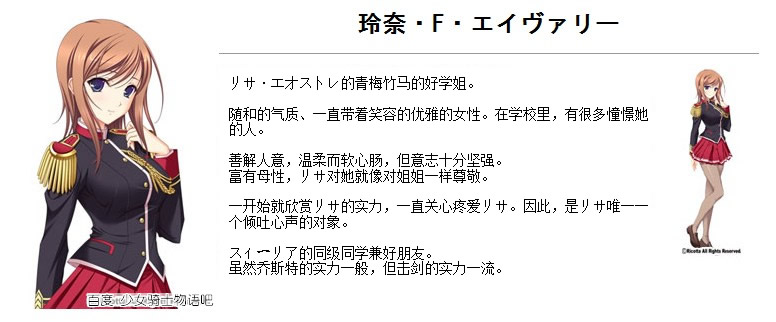 玲奈・F・エイヴァリー
リサ・エオストレ的青梅竹马的好学姐。
随和的气质、一直带着笑容的优雅的女性。在学校里，有很多憧憬她
的人。
善解人意，温柔而软心肠，但意志十分坚强。
富有母性，リサ对她就像对姐姐一样尊敬。
一开始就欣赏リサ的实力，一直关心疼爱リサ。因此，是リサ唯一一
个倾吐心声的对象。
スィーリア的同级同学兼好朋友。
虽然乔斯特的实力一般，但击剑的实力一流。
百度 少女骑士物语吧
©Ricotta All Rights Reserved.